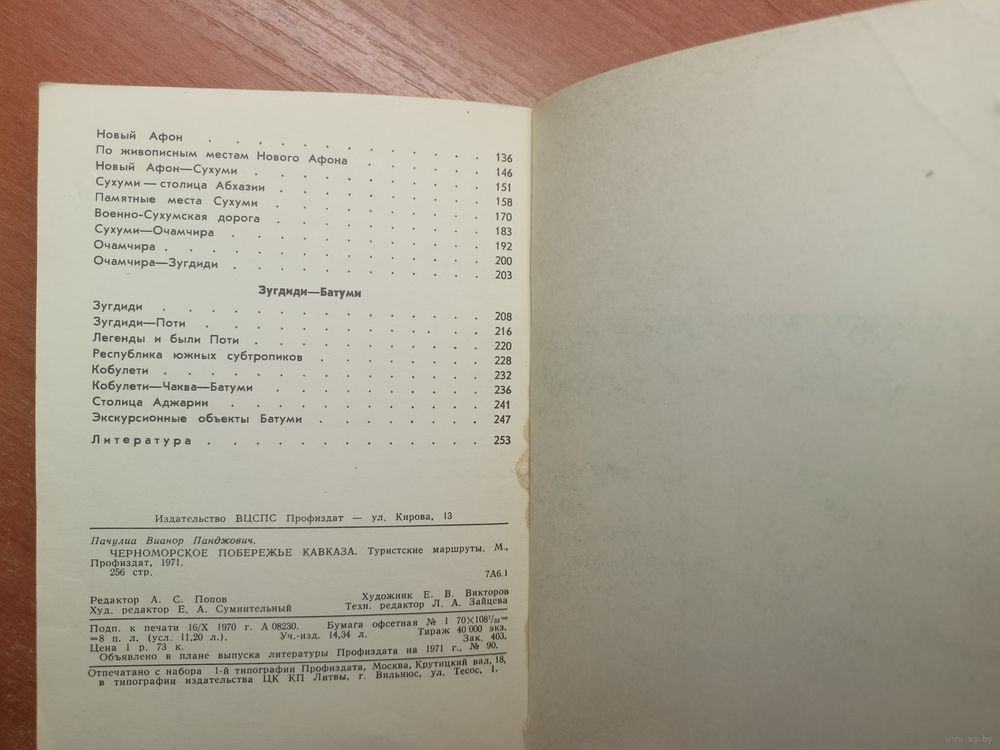 Новый Афон . . . . . . . . . . . . 136
По живописным местам Нового Афона . . . . 146
Новый Афон—Сухуми . . . . . . . . . 151
Сухуми — столица Абхазии . . . . . . . 158
Памятные места Сухуми . . . . . . . . 170
Военно-Сухумская дорога . . . . . . . . 183
Сухуми—Очамчира . . . . . . . . . . 192
Очамчира . . . . . . . . . . . . . 200
Очамчира—Зугдиди . . . . . . . . . . 203
Зугдиди—Батуми
Зугдиди . . . . . . . . . . . . . 208
Зугдиди—Поти . . . . . . . . . . . 216
Легенды и были Поти . . . . . . . . . 220
Республика южных субтропиков . . . . . . 228
Кобулети . . . . . . . . . . . . . 232
Кобулети—Чаква—Батуми . . . . . . . . 236
Столица Аджарии . . . . . . . . . . 241
Экскурсионные объекты Батуми . . . . . . 247
Литература . . . . . . . . . . . . 253
Издательство ВЦСПС Профиздат — ул. Кирова, 13
Пачулиа Вианор Панджович.
ЧЕРНОМОРСКОЕ ПОБЕРЕЖЬЕ КАВКАЗА. Туристские маршруты. М.,
Профиздат, 1971.
256 стр. 7А6.1
Редактор А. С. Попов Художник Е. В. Викторов
Худ. редактор Е. А. Сумнительный Техн. редактор Л. А. Зайцева
Подп. к печати 16/X 1970 г. А 08230. Бумага офсетная № 1 70×108¹/₃₂=
=8 п. л. (усл. 11,20 л.). Уч.-изд. 14,34 л. Тираж 40 000 экз.
Цена 1 р. 73 к. Зак. 403.
Объявлено в плане выпуска литературы Профиздата на 1971 г., № 90.
Отпечатано с набора 1-й типографии Профиздата, Москва, Крутицкий вал, 18,
в типографии издательства ЦК КП Литвы, г. Вильнюс, ул. Тесос, 1.
www.ay.by